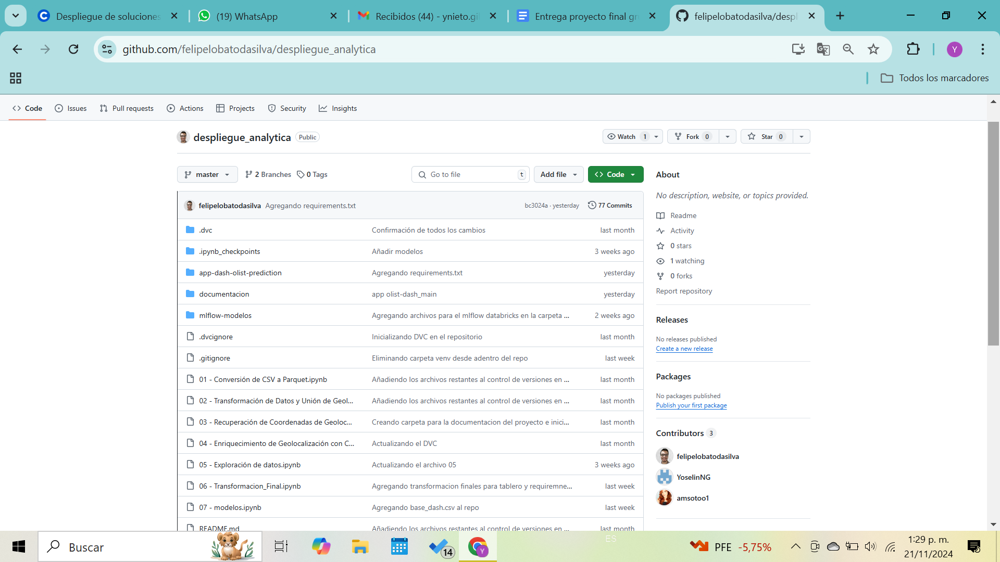 Despliegue de soluciones
(19) WhatsApp
Recibidos (44) - ynieto.gi
Entrega proyecto final gr
felipelobatodasilva/despl
github.com/felipelobatodasilva/despliegue_analytica
Y
Todos los marcadores
Code
Issues
Pull requests
Actions
Projects
Security
Insights
despliegue_analytica
Public
Watch 1
Fork 0
Star 0
master
2 Branches
0 Tags
Go to file
t
Add file
Code
felipelobatodasilva Agregando requirements.txt bc3024a · yesterday 77 Commits
.dvc Confirmación de todos los cambios last month
.ipynb_checkpoints Añadir modelos 3 weeks ago
app-dash-olist-prediction Agregando requirements.txt yesterday
documentacion app olist-dash_main yesterday
mlflow-modelos Agregando archivos para el mlflow databricks en la carpeta ... 2 weeks ago
.dvcignore Inicializando DVC en el repositorio last month
.gitignore Eliminando carpeta venv desde adentro del repo last week
01 - Conversión de CSV a Parquet.ipynb Añadiendo los archivos restantes al control de versiones en ... last month
02 - Transformación de Datos y Unión de Geol... Añadiendo los archivos restantes al control de versiones en ... last month
03 - Recuperación de Coordenadas de Geoloc... Creando carpeta para la documentacion del proyecto e inici... last month
04 - Enriquecimiento de Geolocalización con C... Actualizando el DVC last month
05 - Exploración de datos.ipynb Actualizando el archivo 05 3 weeks ago
06 - Transformacion_Final.ipynb Agregando transformacion finales para tablero y requiremne... last week
07 - modelos.ipynb Agregando base_dash.csv al repo last week
README.md Añadiendo los archivos restantes al control de versiones en ... last month
About
No description, website, or topics provided.
Readme
Activity
0 stars
1 watching
0 forks
Report repository
Releases
No releases published
Create a new release
Packages
No packages published
Publish your first package
Contributors 3
felipelobatodasilva
YoselinNG
amsotoo1
Buscar
14
Y
ES
PFE -5,75%
1:29 p. m.
21/11/2024